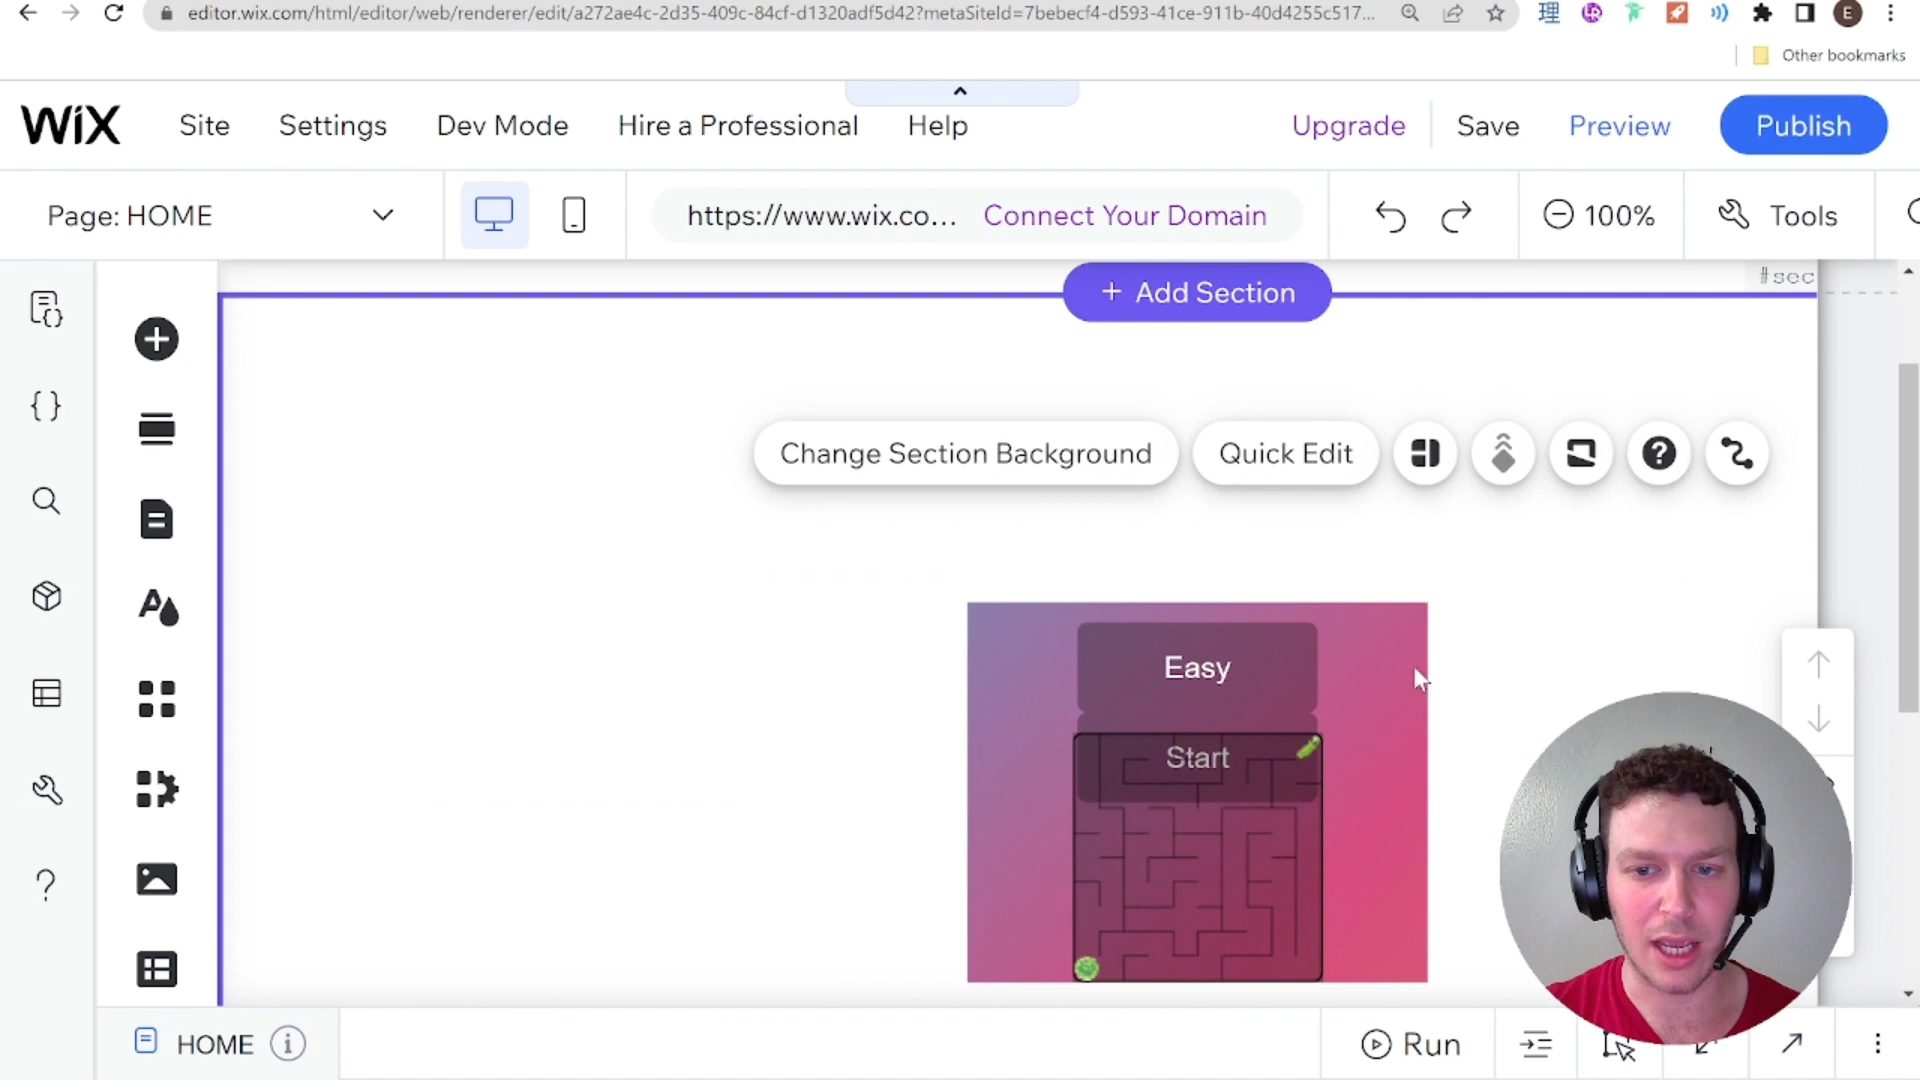 editor.wix.com/html/editor/web/renderer/edit/a272ae4c-2d35-409c-84cf-d1320adf5d42?metaSiteId=7bebecf4-d593-41ce-911b-40d4255c517...
E
Other bookmarks
WiX
Site
Settings
Dev Mode
Hire a Professional
Help
Upgrade
Save
Preview
Publish
Page: HOME
https://www.wix.co...
Connect Your Domain
100%
Tools
#sec
+ Add Section
Change Section Background
Quick Edit
Easy
Start
HOME
Run